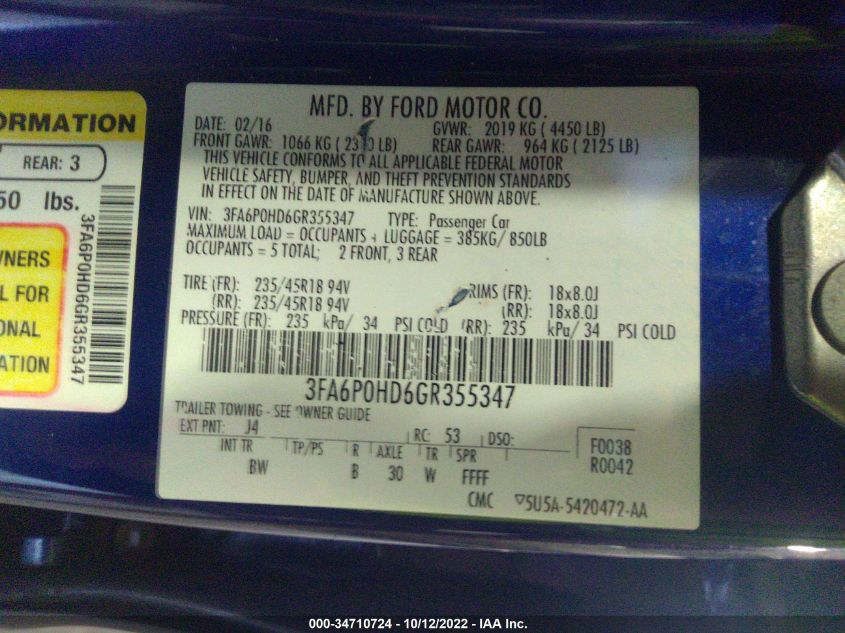 ORMATION
REAR: 3
50 lbs.
3FA6P0HD6GR355347
WNERS
L FOR
ONAL
ATION
MFD. BY FORD MOTOR CO.
DATE: 02/16 GVWR: 2019 KG ( 4450 LB)
FRONT GAWR: 1066 KG ( LB) REAR GAWR: 964 KG ( 2125 LB)
THIS VEHICLE CONFORMS TO ALL APPLICABLE FEDERAL MOTOR
VEHICLE SAFETY, BUMPER, AND THEFT PREVENTION STANDARDS
IN EFFECT ON THE DATE OF MANUFACTURE SHOWN ABOVE.
VIN: 3FA6P0HD6GR355347 TYPE: Passenger Car
MAXIMUM LOAD = OCCUPANTS + LUGGAGE = 385KG/ 850LB
OCCUPANTS = 5 TOTAL; 2 FRONT, 3 REAR
TIRE (FR): 235/45R18 94V RIMS (FR): 18x8.0J
(RR): 235/45R18 94V (RR): 18x8.0J
PRESSURE (FR): 235 kPa/ 34 PSI COLD (RR): 235 kPa/ 34 PSI COLD
3FA6P0HD6GR355347
TRAILER TOWING - SEE OWNER GUIDE
EXT PNT: J4 RC: 53 DSO: F0038
INT TR TP/PS R AXLE TR SPR R0042
BW B 30 W FFFF
CMC ▽5U5A-5420472-AA
000-34710724 - 10/12/2022 - IAA Inc.